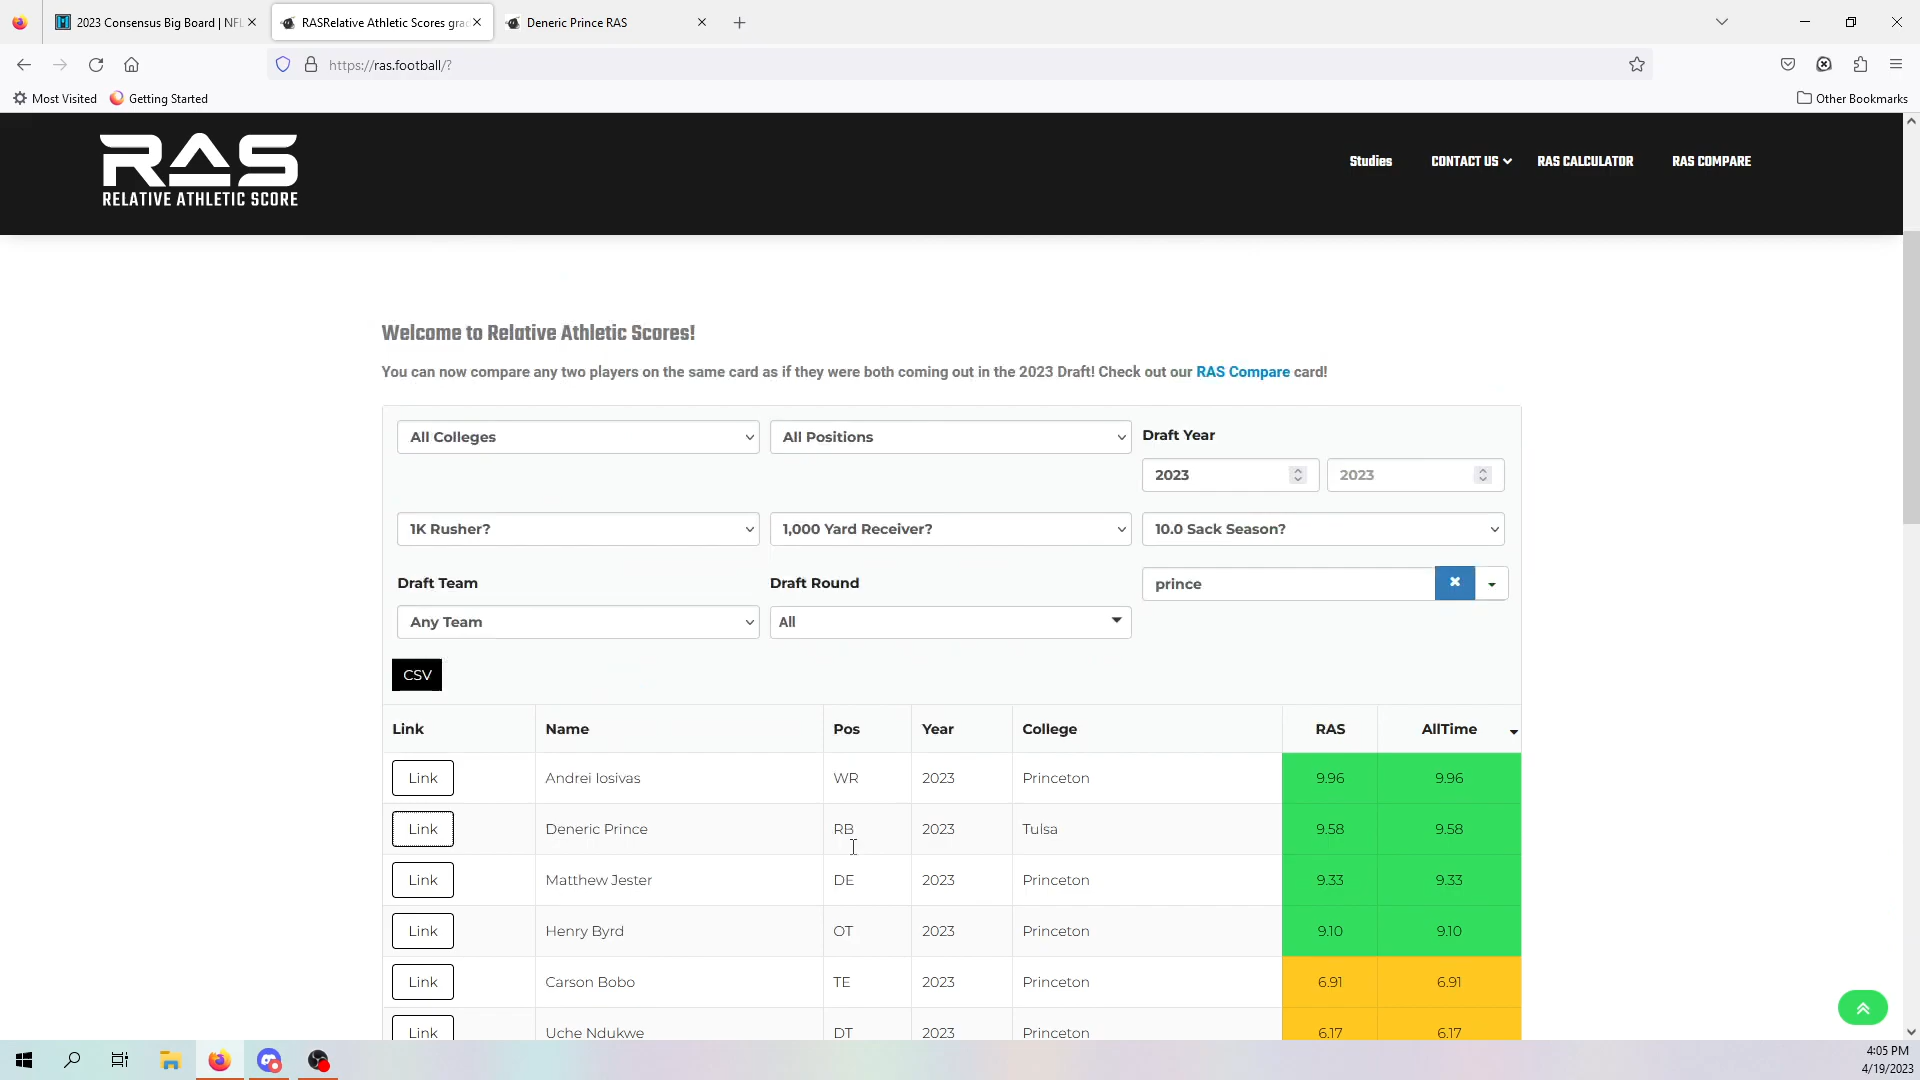 2023 Consensus Big Board | NFL
RASRelative Athletic Scores grad
Deneric Prince RAS
https://ras.football/?
Most Visited
Getting Started
Other Bookmarks
RAS
RELATIVE ATHLETIC SCORE
Studies
CONTACT US
RAS CALCULATOR
RAS COMPARE
Welcome to Relative Athletic Scores!
You can now compare any two players on the same card as if they were both coming out in the 2023 Draft! Check out our RAS Compare card!
All Colleges
All Positions
Draft Year
2023
2023
1K Rusher?
1,000 Yard Receiver?
10.0 Sack Season?
Draft Team
Draft Round
prince
Any Team
All
CSV
Link Name Pos Year College RAS AllTime
Link Andrei Iosivas WR 2023 Princeton 9.96 9.96
Link Deneric Prince RB 2023 Tulsa 9.58 9.58
Link Matthew Jester DE 2023 Princeton 9.33 9.33
Link Henry Byrd OT 2023 Princeton 9.10 9.10
Link Carson Bobo TE 2023 Princeton 6.91 6.91
Link Uche Ndukwe DT 2023 Princeton 6.17 6.17
4:05 PM
4/19/2023